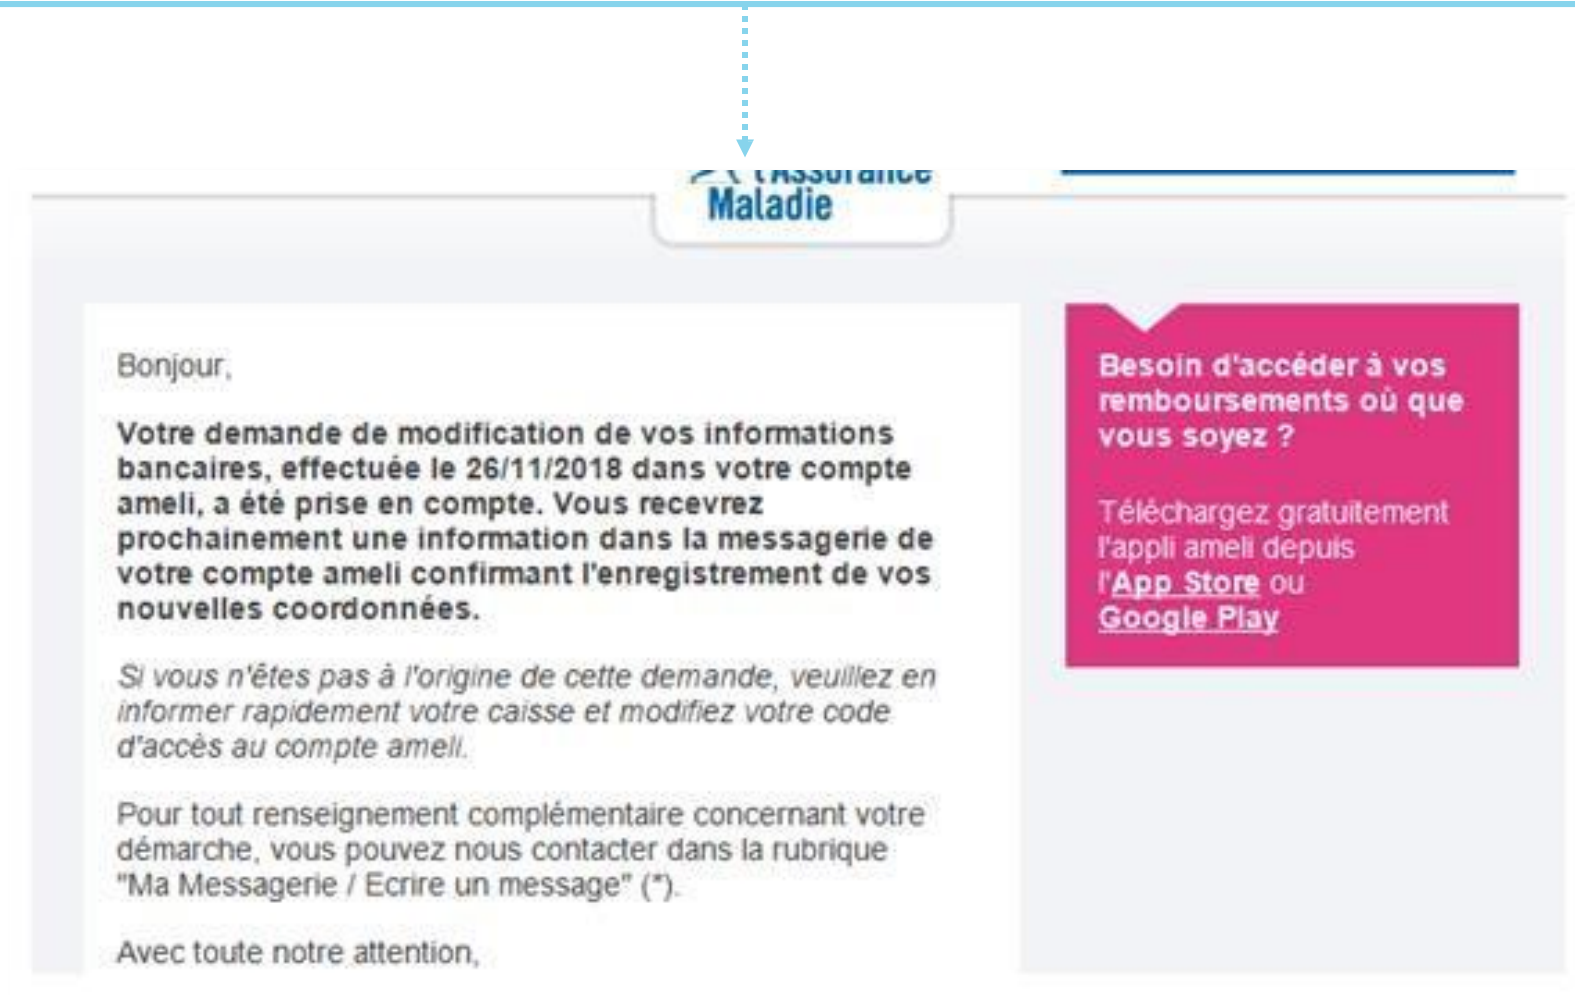 l'Assurance
Maladie
Bonjour,
Votre demande de modification de vos informations
bancaires, effectuée le 26/11/2018 dans votre compte
ameli, a été prise en compte. Vous recevrez
prochainement une information dans la messagerie de
votre compte ameli confirmant l'enregistrement de vos
nouvelles coordonnées.
Si vous n'êtes pas à l'origine de cette demande, veuillez en
informer rapidement votre caisse et modifiez votre code
d'accès au compte ameli.
Pour tout renseignement complémentaire concernant votre
démarche, vous pouvez nous contacter dans la rubrique
"Ma Messagerie / Ecrire un message" (*).
Avec toute notre attention,
Besoin d'accéder à vos
remboursements où que
vous soyez ?
Téléchargez gratuitement
l'appli ameli depuis
l'App Store ou
Google Play